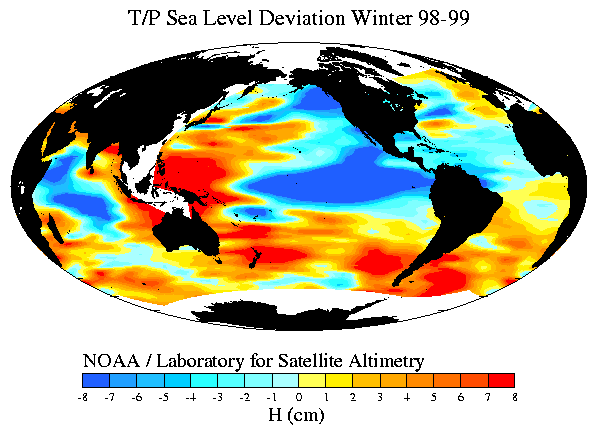 T/P Sea Level Deviation Winter 98-99
NOAA / Laboratory for Satellite Altimetry
-8 -7 -6 -5 -4 -3 -2 -1 0 1 2 3 4 5 6 7 8
H (cm)